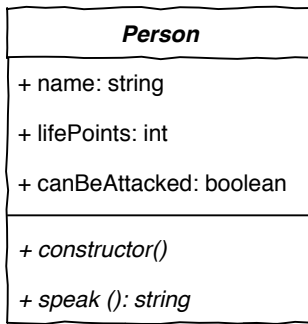 Person
+ name: string
+ lifePoints: int
+ canBeAttacked: boolean
+ constructor()
+ speak (): string